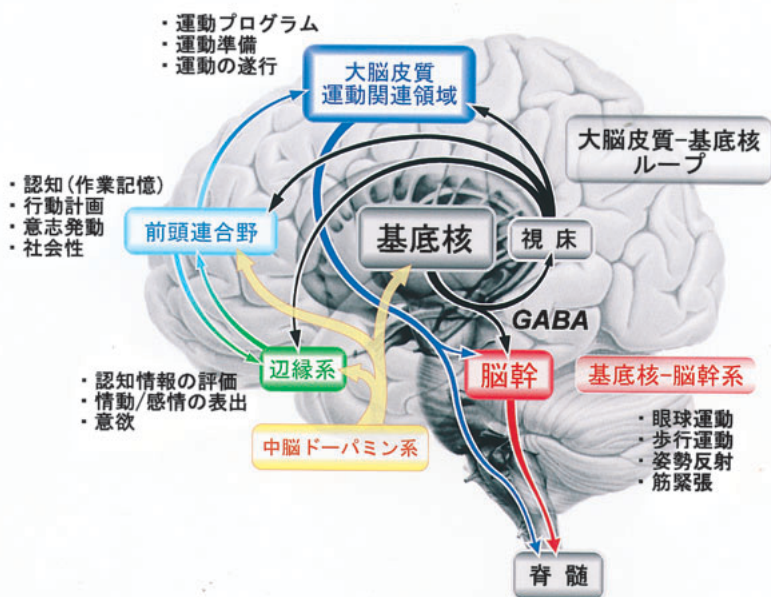 ・運動プログラム
・運動準備
・運動の遂行
大脳皮質
運動関連領域
大脳皮質-基底核
ループ
・認知(作業記憶)
・行動計画
・意志発動
・社会性
前頭連合野
基底核
視床
GABA
辺縁系
脳幹
基底核-脳幹系
・認知情報の評価
・情動/感情の表出
・意欲
中脳ドーパミン系
・眼球運動
・歩行運動
・姿勢反射
・筋緊張
脊髄